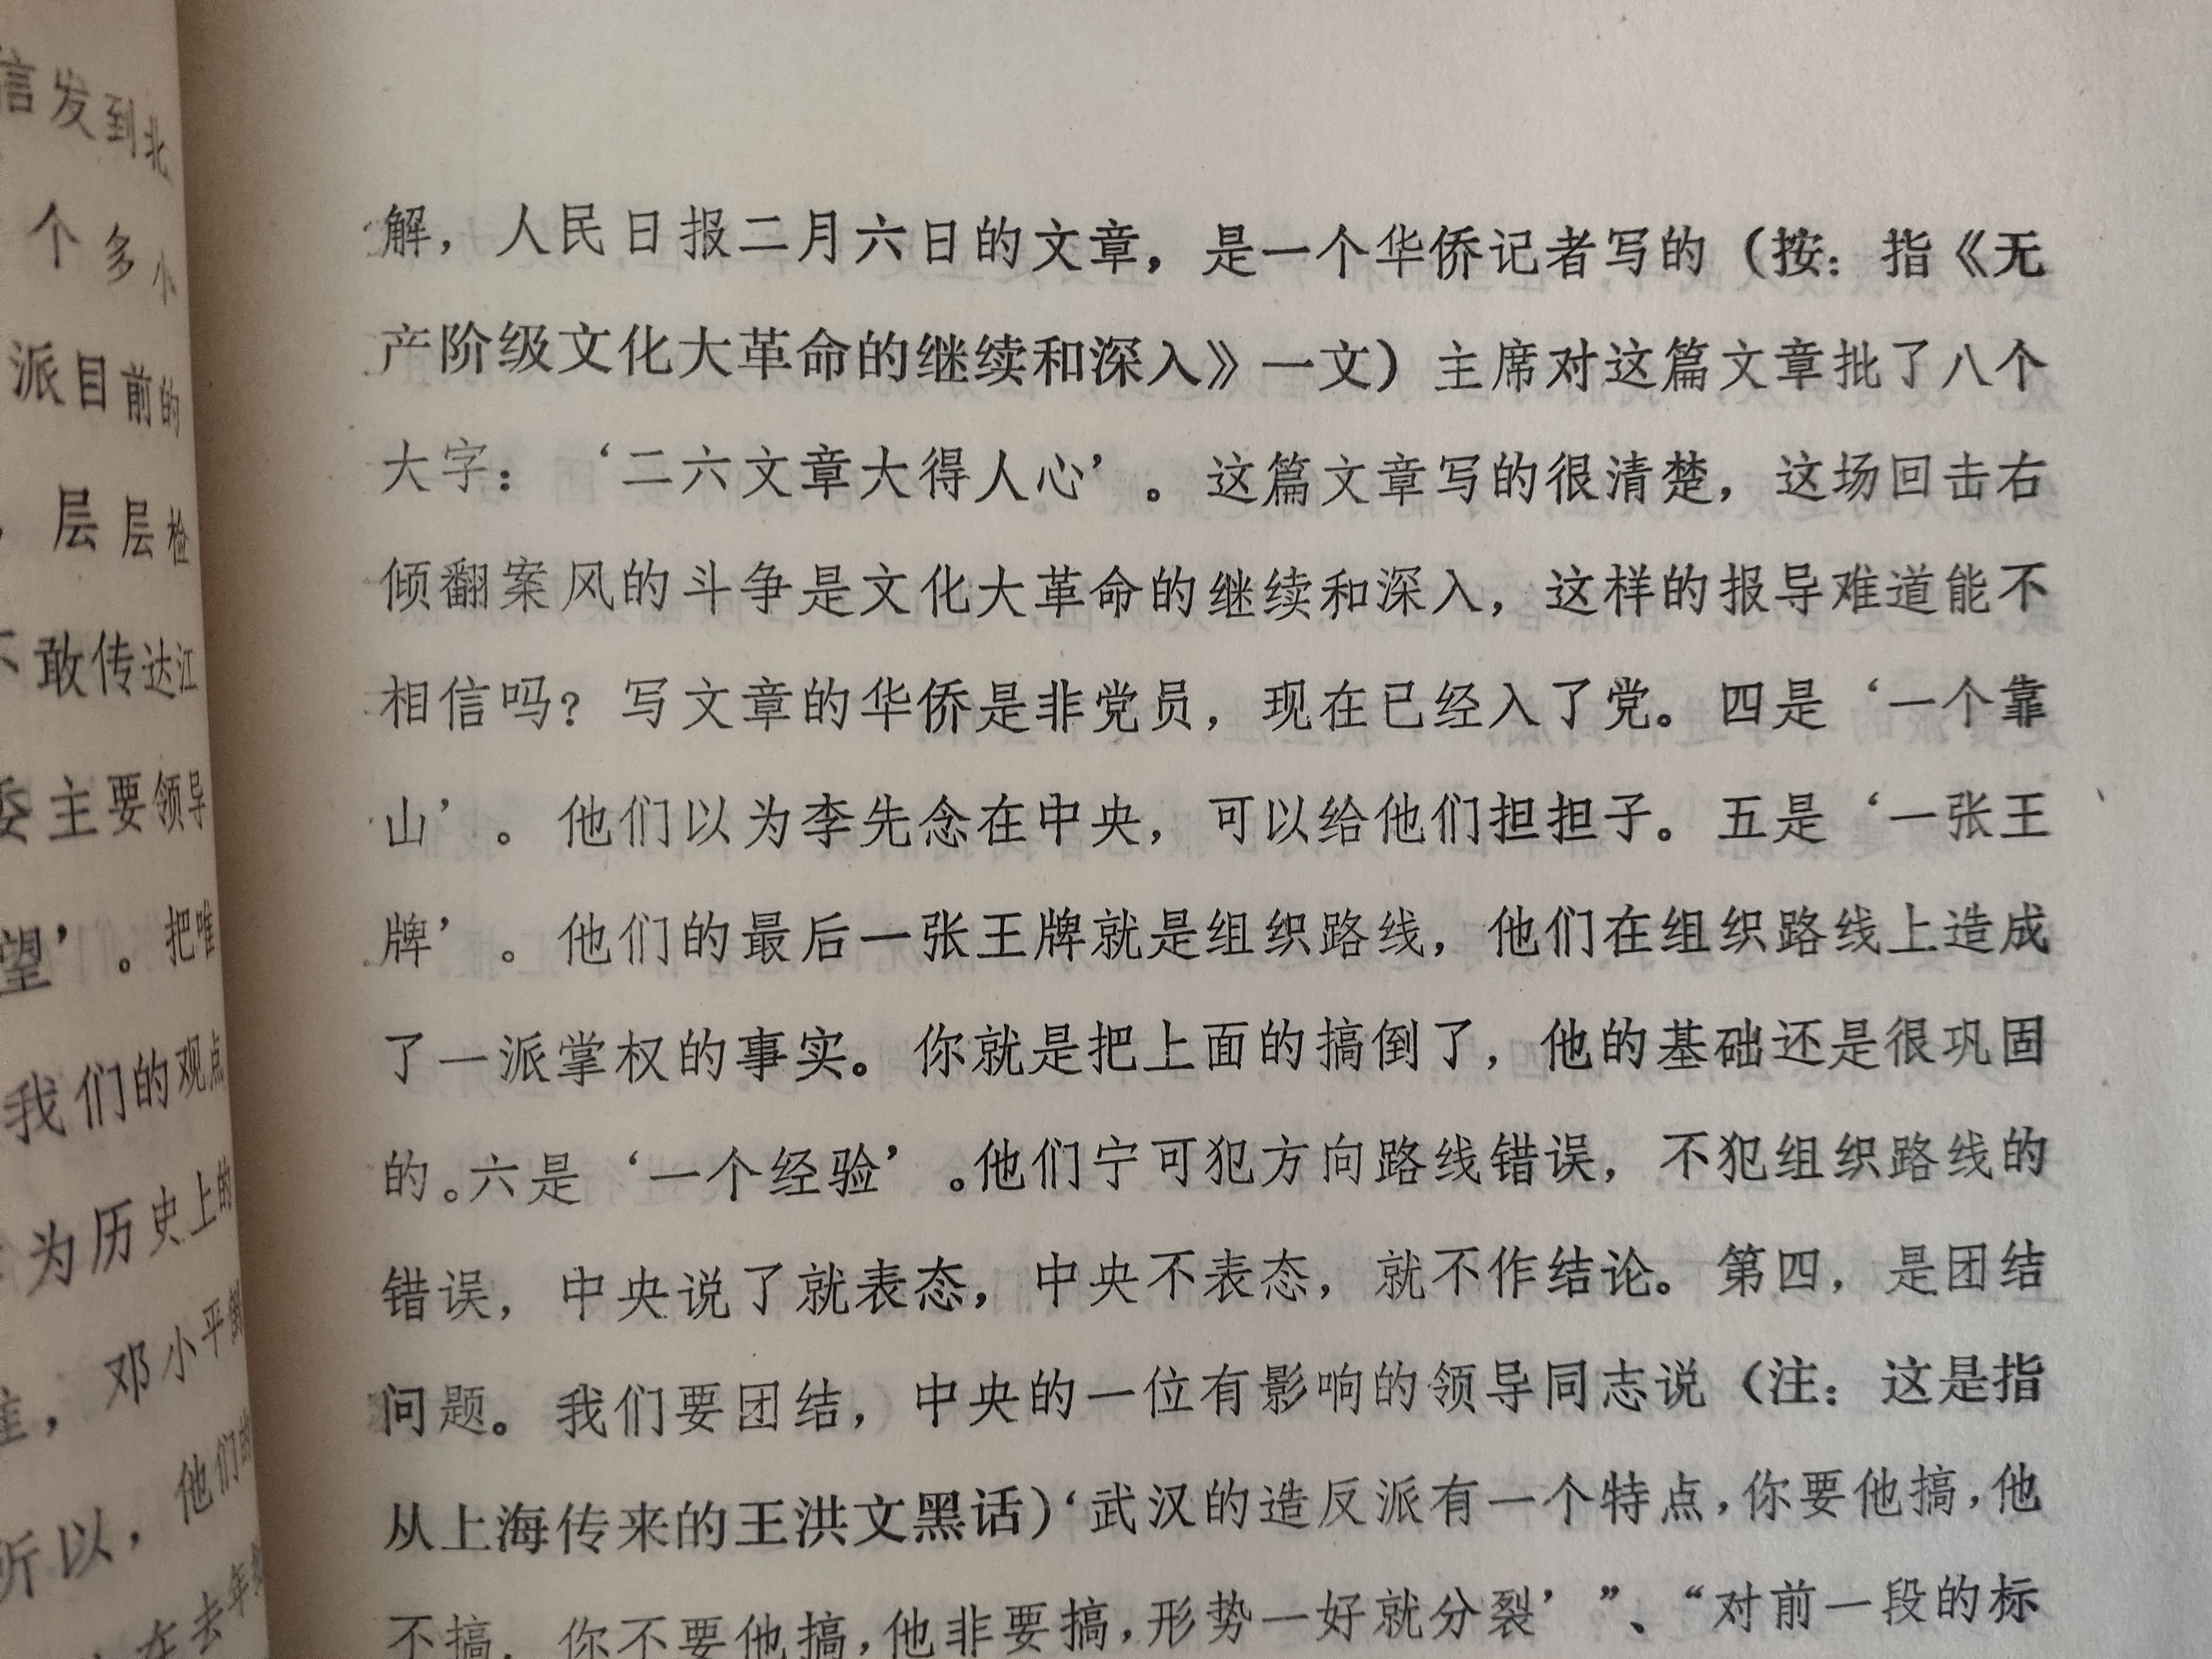 信发到北
个多小
派目前的
层层检
不敢传达江
委主要领导
望’。把唯
我们的观点
为历史上的
，邓小平
所以，他们
在去年
解，人民日报二月六日的文章，是一个华侨记者写的（按：指《无
产阶级文化大革命的继续和深入》一文）主席对这篇文章批了八个
大字：‘二六文章大得人心’。这篇文章写的很清楚，这场回击右
倾翻案风的斗争是文化大革命的继续和深入，这样的报导难道能不
相信吗？写文章的华侨是非党员，现在已经入了党。四是‘一个靠
山’。他们以为李先念在中央，可以给他们担担子。五是‘一张王
牌’。他们的最后一张王牌就是组织路线，他们在组织路线上造成
了一派掌权的事实。你就是把上面的搞倒了，他的基础还是很巩固
的。六是‘一个经验’。他们宁可犯方向路线错误，不犯组织路线的
错误，中央说了就表态，中央不表态，就不作结论。第四，是团结
问题。我们要团结，中央的一位有影响的领导同志说（注：这是指
从上海传来的王洪文黑话）‘武汉的造反派有一个特点，你要他搞，他
不搞，你不要他搞，他非要搞，形势一好就分裂’”、“对前一段的标